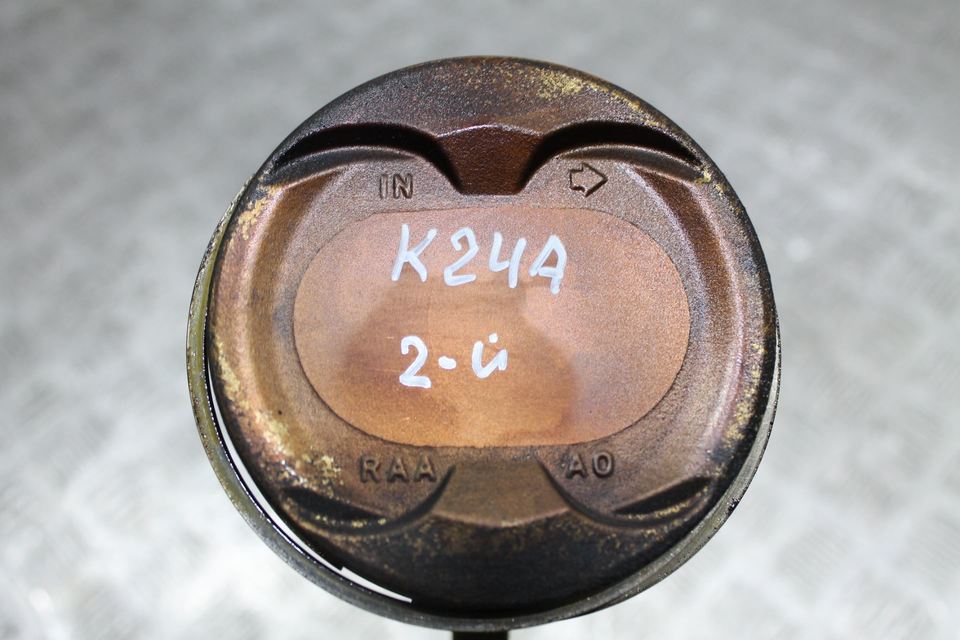 IN
K24A
2-й
RAA AO